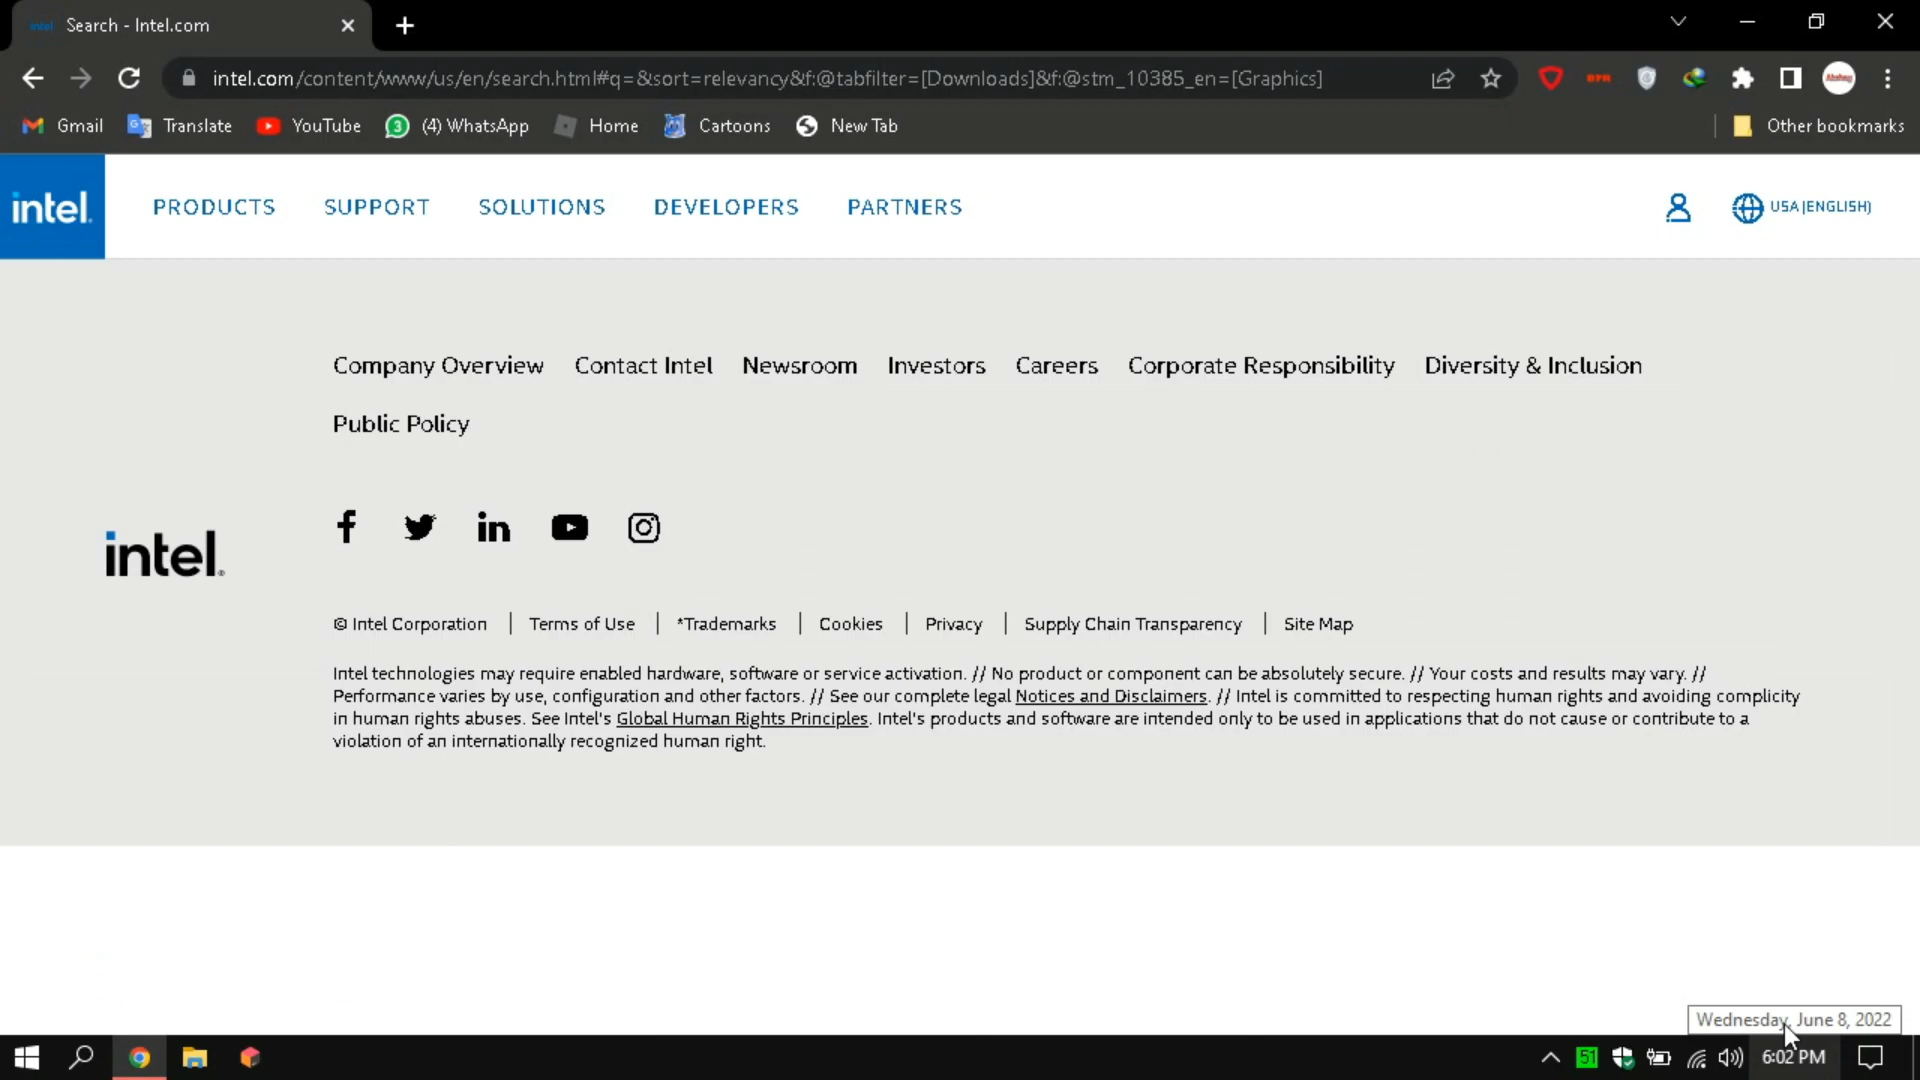 intel Search - Intel.com
intel.com/content/www/us/en/search.html#q=&sort=relevancy&f:@tabfilter=[Downloads]&f:@stm_10385_en=[Graphics]
Gmail Translate YouTube 3 (4) WhatsApp Home Cartoons New Tab Other bookmarks
intel. PRODUCTS SUPPORT SOLUTIONS DEVELOPERS PARTNERS USA (ENGLISH)
Company Overview Contact Intel Newsroom Investors Careers Corporate Responsibility Diversity & Inclusion
Public Policy
intel.
© Intel Corporation | Terms of Use | *Trademarks | Cookies | Privacy | Supply Chain Transparency | Site Map
Intel technologies may require enabled hardware, software or service activation. // No product or component can be absolutely secure. // Your costs and results may vary. //
Performance varies by use, configuration and other factors. // See our complete legal Notices and Disclaimers. // Intel is committed to respecting human rights and avoiding complicity
in human rights abuses. See Intel's Global Human Rights Principles. Intel's products and software are intended only to be used in applications that do not cause or contribute to a
violation of an internationally recognized human right.
Wednesday, June 8, 2022
51 6:02 PM